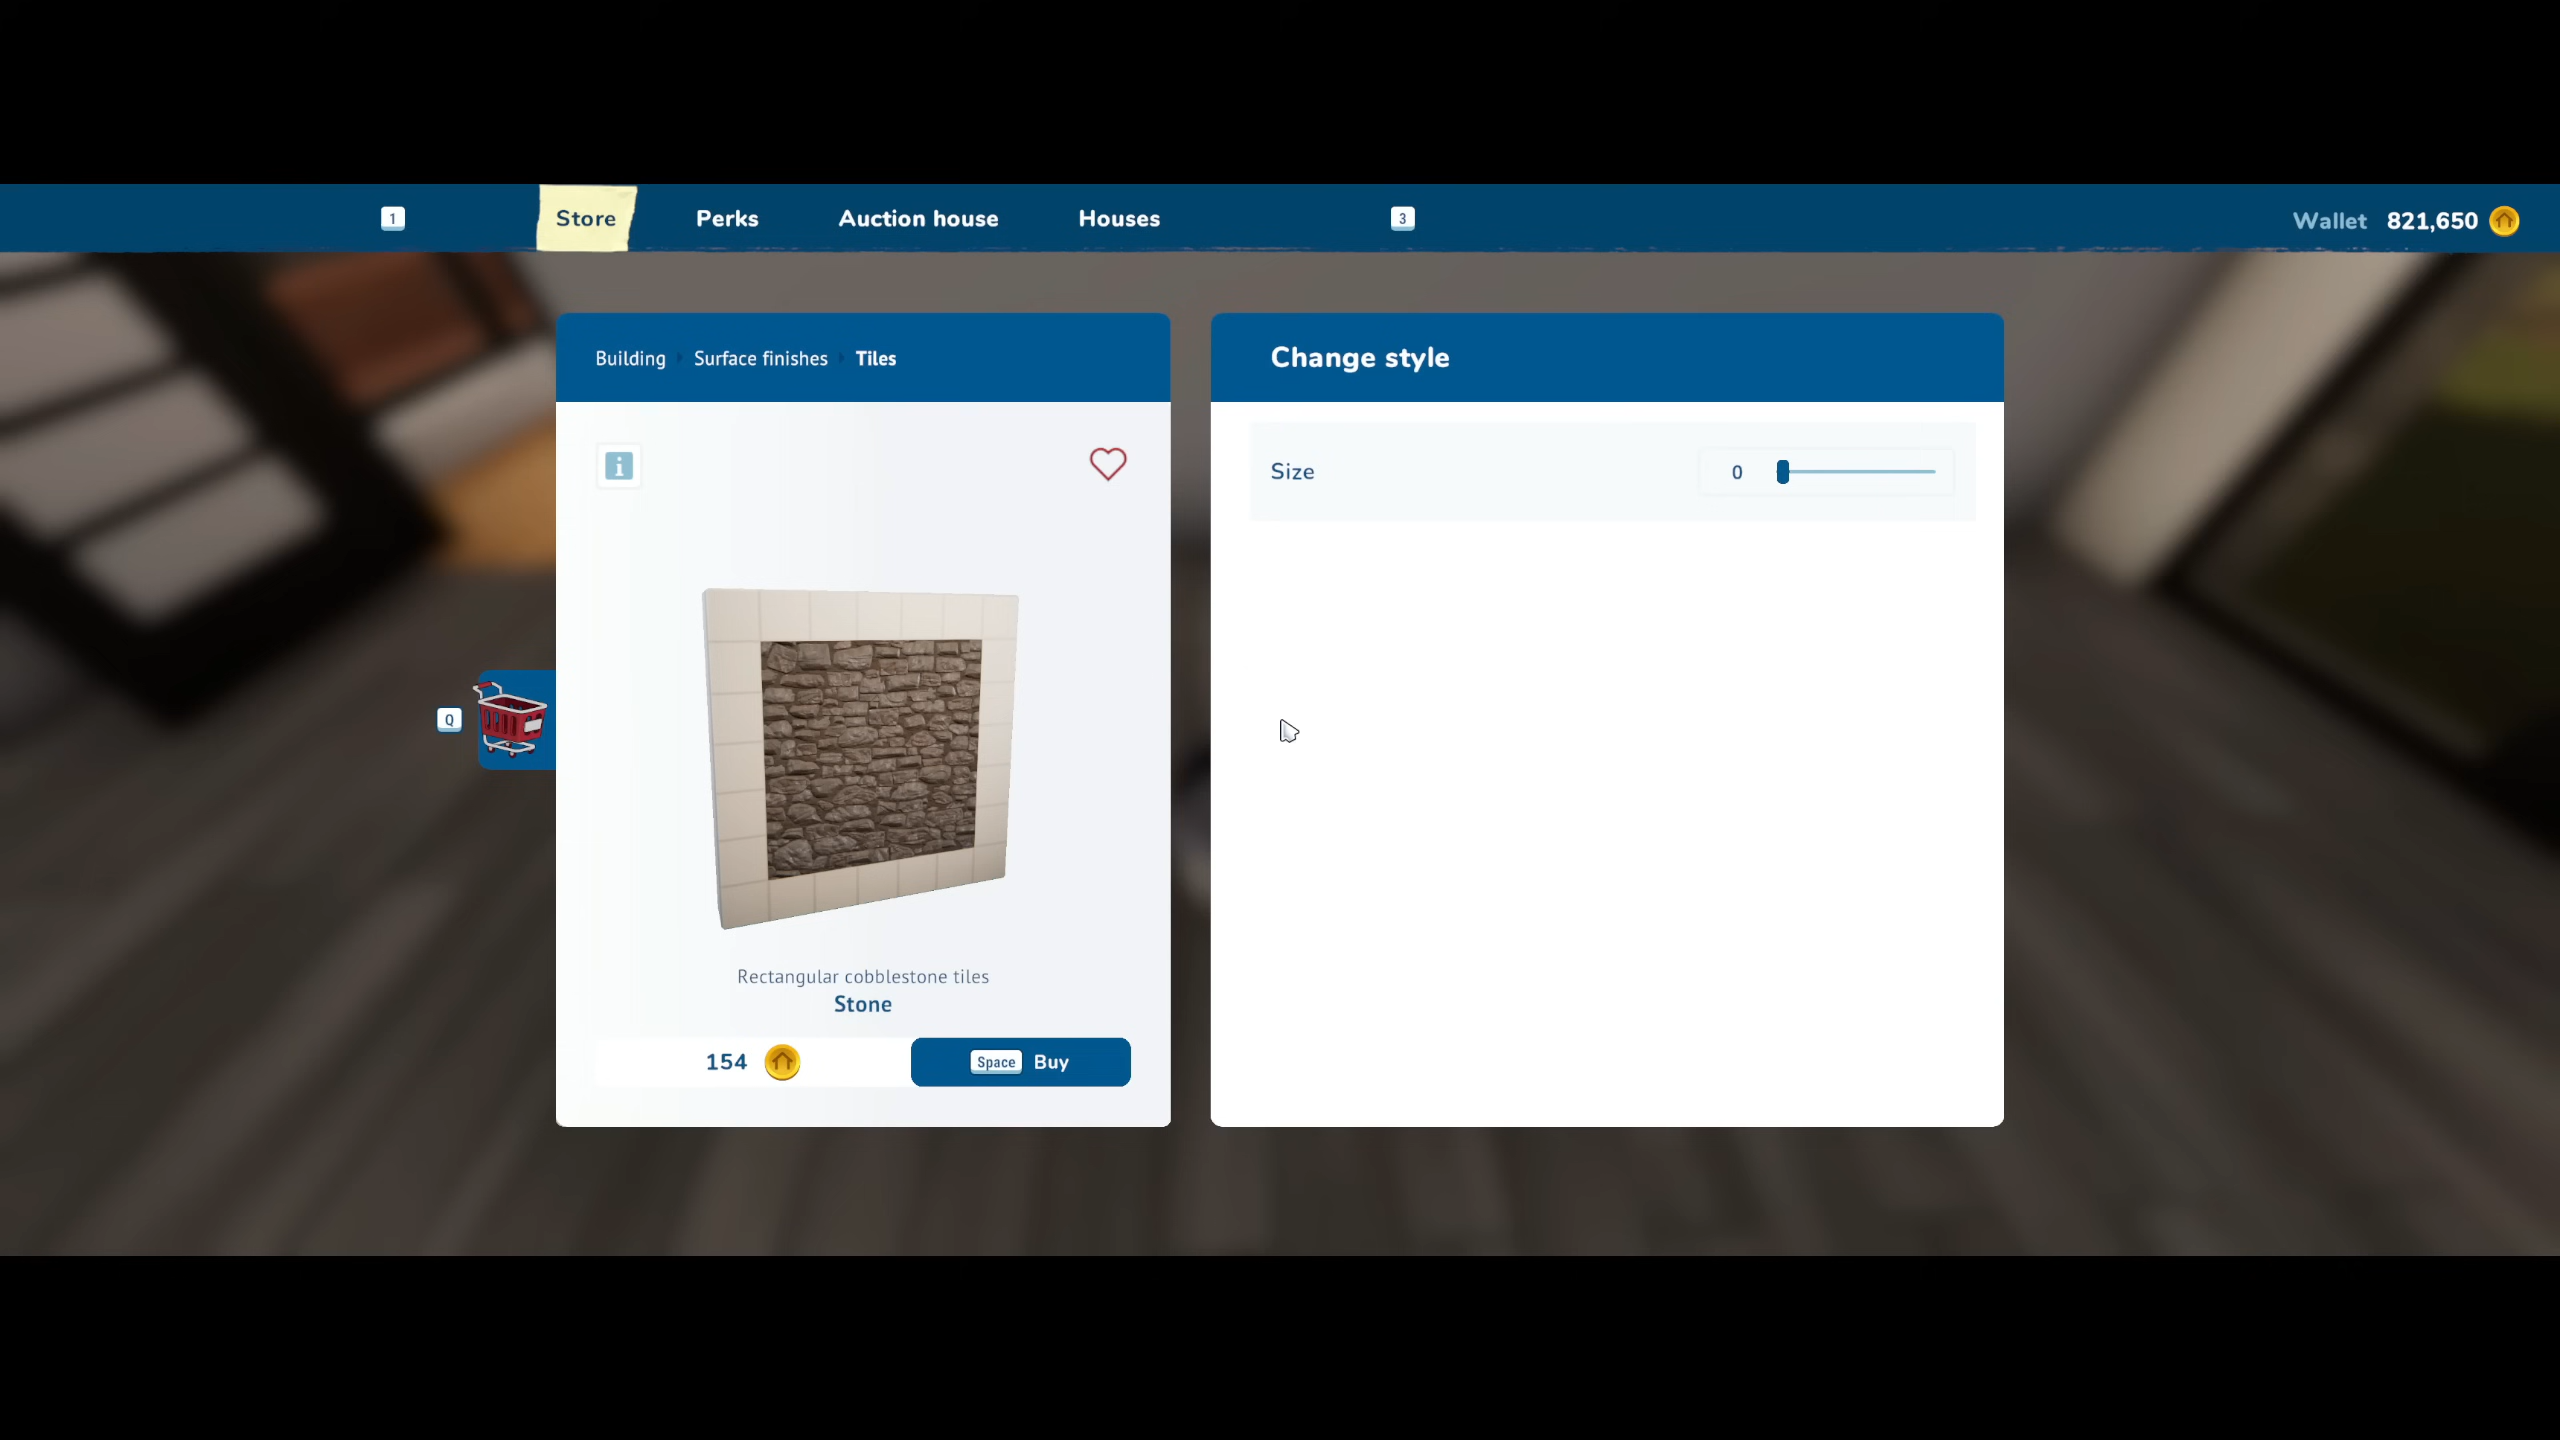 1 Store Perks Auction house Houses 3 Wallet 821,650
Building Surface finishes Tiles
Change style
i
Size 0
Q
Rectangular cobblestone tiles
Stone
154 Space Buy